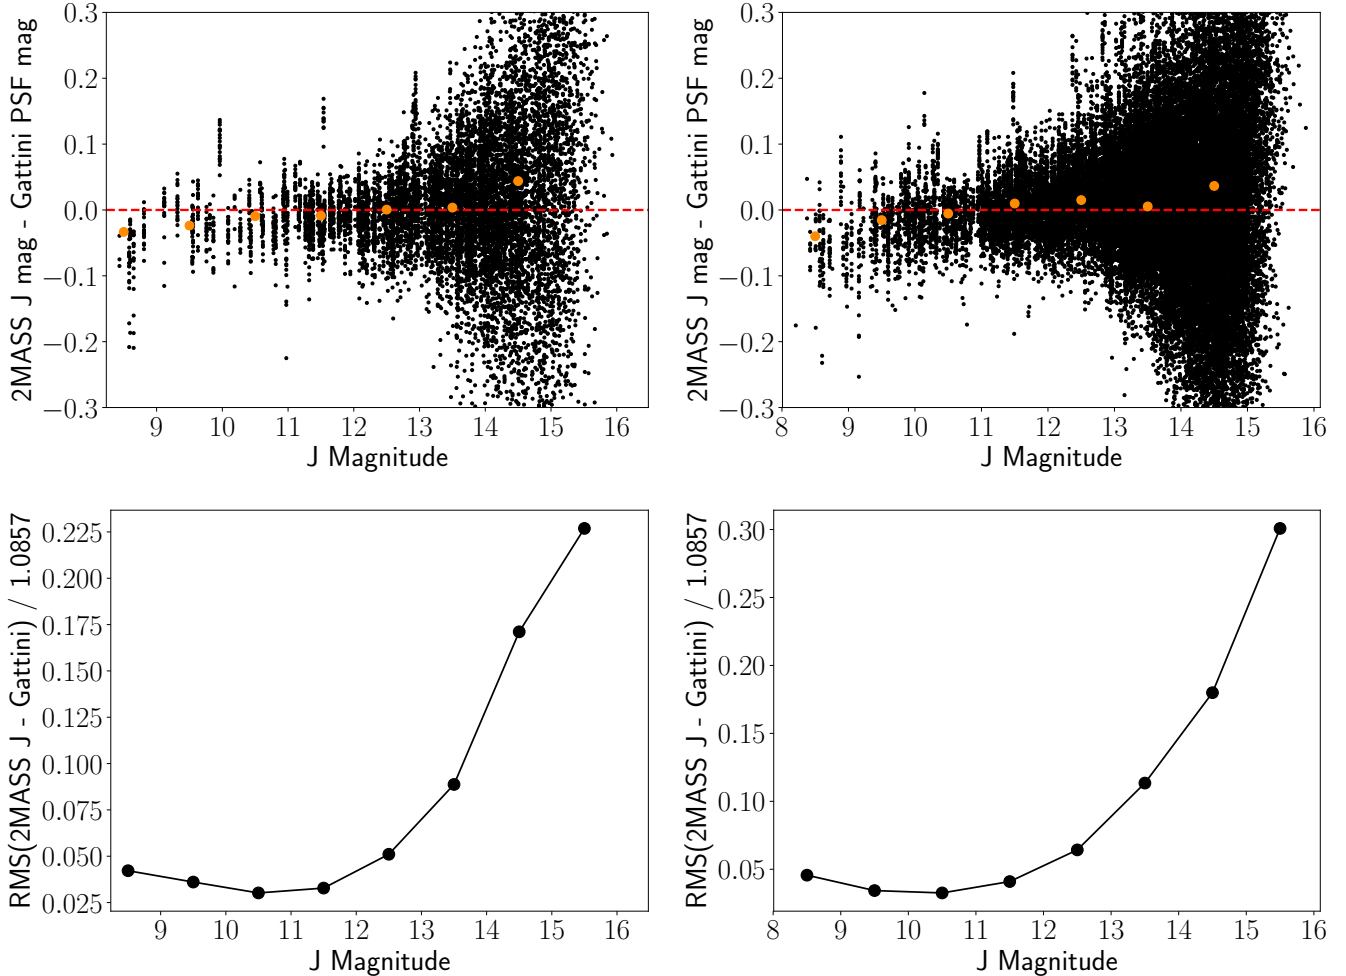 0.3
0.2
0.1
0.0
−0.1
−0.2
−0.3
2MASS J mag - Gattini PSF mag
9 10 11 12 13 14 15 16
J Magnitude
0.3
0.2
0.1
0.0
−0.1
−0.2
−0.3
2MASS J mag - Gattini PSF mag
8 9 10 11 12 13 14 15 16
J Magnitude
0.225
0.200
0.175
0.150
0.125
0.100
0.075
0.050
0.025
RMS(2MASS J - Gattini) / 1.0857
9 10 11 12 13 14 15 16
J Magnitude
0.30
0.25
0.20
0.15
0.10
0.05
RMS(2MASS J - Gattini) / 1.0857
8 9 10 11 12 13 14 15 16
J Magnitude